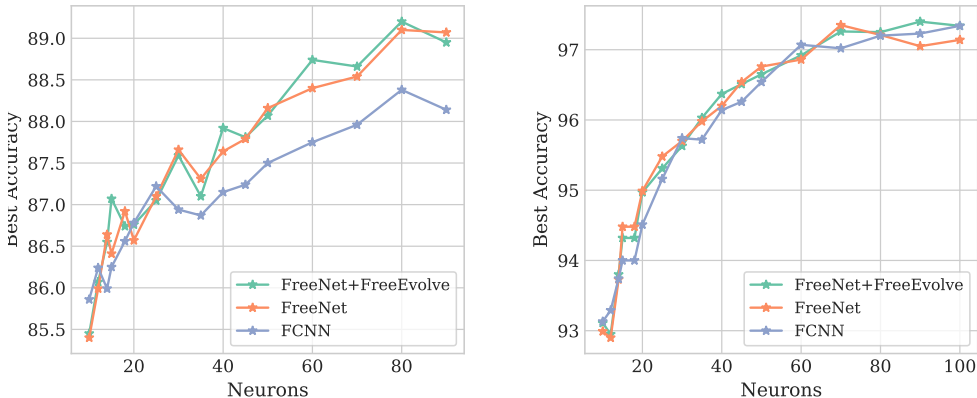 89.0
88.5
88.0
87.5
87.0
86.5
86.0
85.5
Best Accuracy
20
40
60
80
Neurons
FreeNet+FreeEvolve
FreeNet
FCNN
97
96
95
94
93
Best Accuracy
20
40
60
80
100
Neurons
FreeNet+FreeEvolve
FreeNet
FCNN